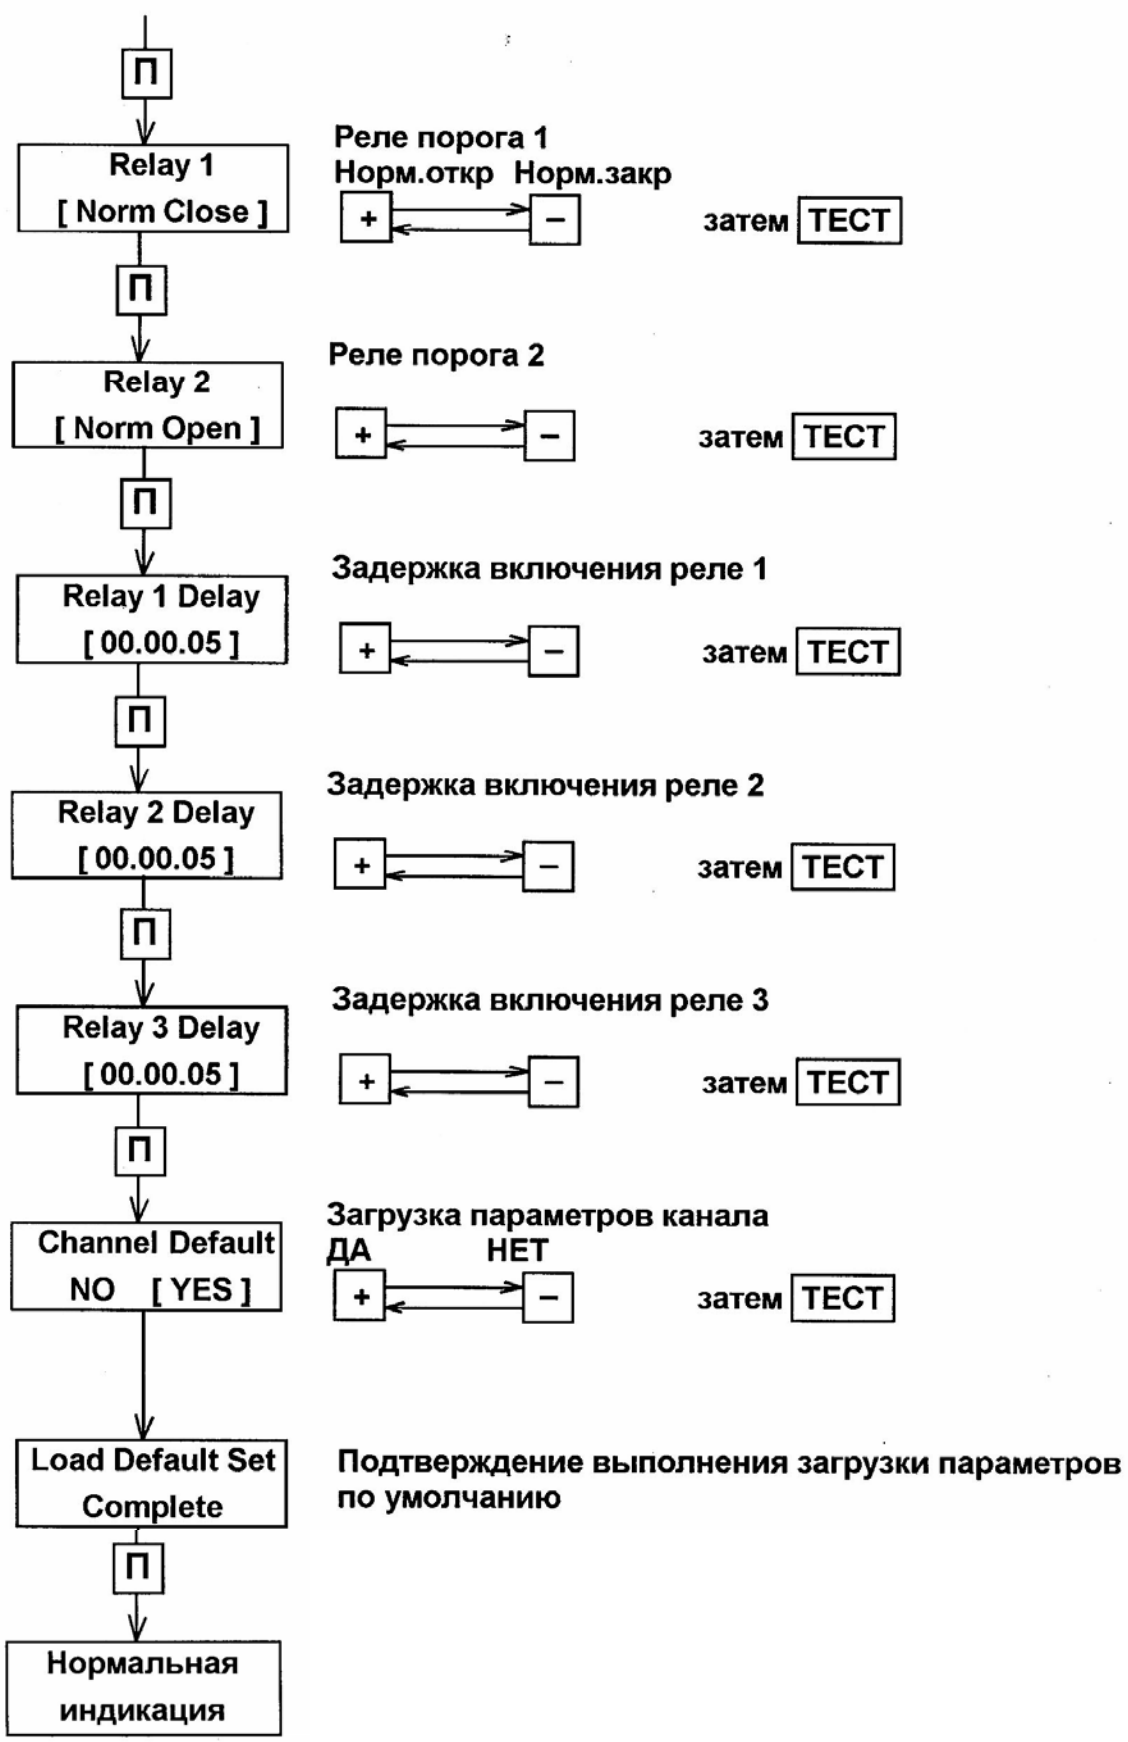 П
Relay 1
[ Norm Close ]
Реле порога 1
Норм.откр Норм.закр
+ – затем ТЕСТ
П
Relay 2
[ Norm Open ]
Реле порога 2
+ – затем ТЕСТ
П
Relay 1 Delay
[ 00.00.05 ]
Задержка включения реле 1
+ – затем ТЕСТ
П
Relay 2 Delay
[ 00.00.05 ]
Задержка включения реле 2
+ – затем ТЕСТ
П
Relay 3 Delay
[ 00.00.05 ]
Задержка включения реле 3
+ – затем ТЕСТ
П
Channel Default
NO [ YES ]
Загрузка параметров канала
ДА НЕТ
+ – затем ТЕСТ
Load Default Set
Complete
Подтверждение выполнения загрузки параметров
по умолчанию
П
Нормальная
индикация